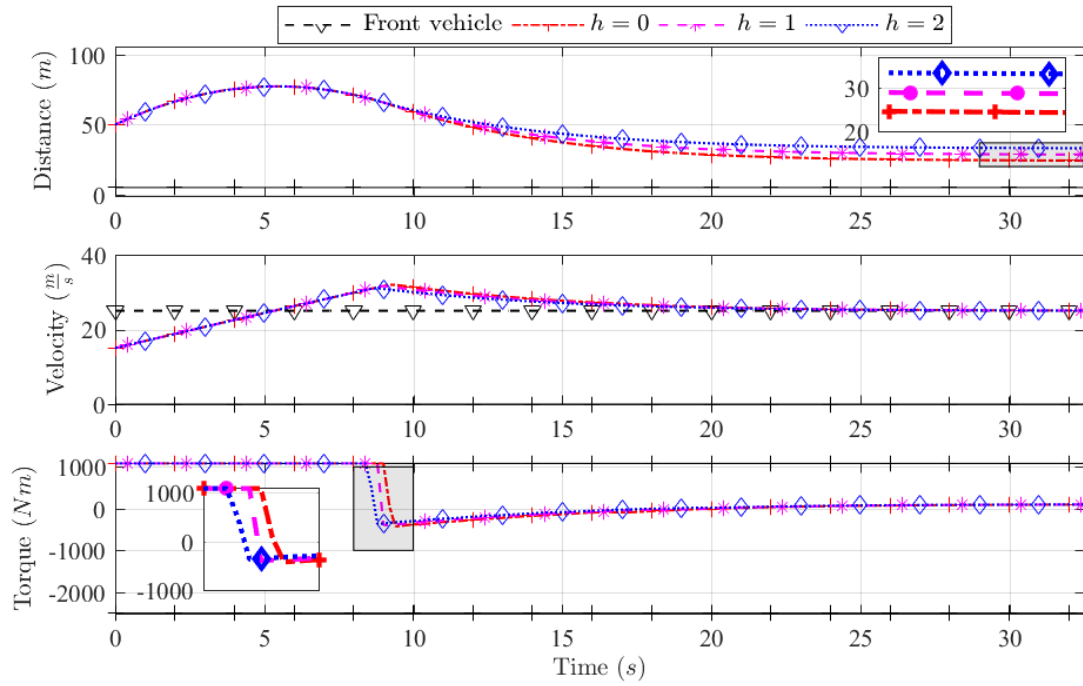 Front vehicle h = 0 h = 1 h = 2
Distance (m)
100
50
0
30
20
0 5 10 15 20 25 30
Velocity (m/s)
40
20
0
0 5 10 15 20 25 30
Torque (Nm)
1000
0
-1000
-2000
1000
0
-1000
0 5 10 15 20 25 30
Time (s)